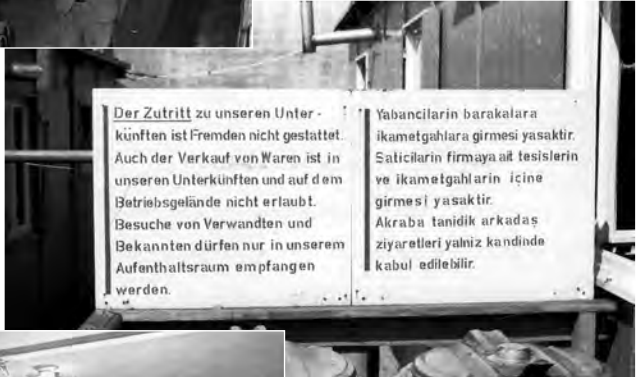 Der Zutritt zu unseren Unter-
künften ist Fremden nicht gestattet.
Auch der Verkauf von Waren ist in
unseren Unterkünften und auf dem
Betriebsgelände nicht erlaubt.
Besuche von Verwandten und
Bekannten dürfen nur in unserem
Aufenthaltsraum empfangen
werden.
Yabancilarin barakalara
ikametgahlara girmesi yasaktir.
Saticilarin firmaya ait tesislerin
ve ikametgahlarin içine
girmesi yasaktir.
Akraba tanidik arkadaş
ziyaretleri yalniz kandinde
kabul edilebilir.